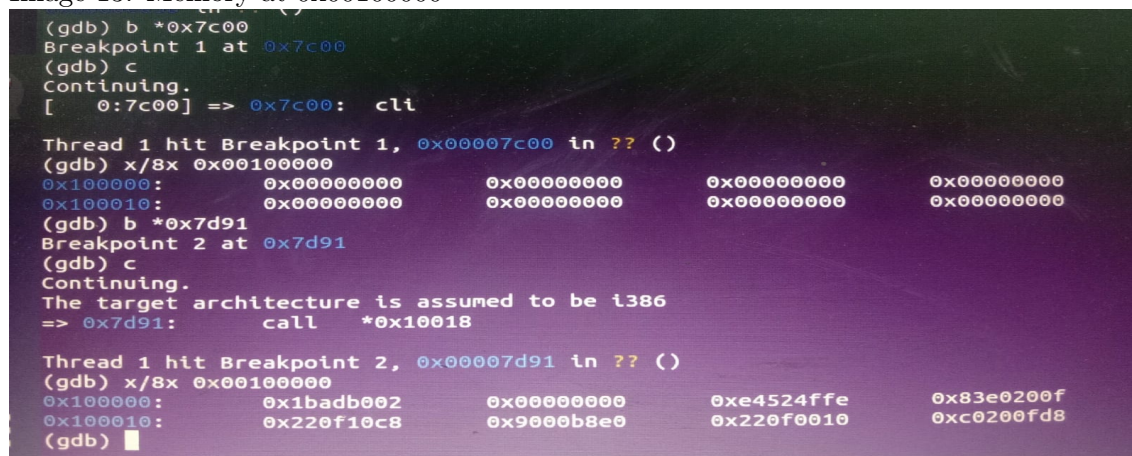 (gdb) b *0x7c00
Breakpoint 1 at 0x7c00
(gdb) c
Continuing.
[   0:7c00] => 0x7c00:  cli
Thread 1 hit Breakpoint 1, 0x00007c00 in ?? ()
(gdb) x/8x 0x00100000
0x100000: 0x00000000 0x00000000 0x00000000 0x00000000
0x100010: 0x00000000 0x00000000 0x00000000 0x00000000
(gdb) b *0x7d91
Breakpoint 2 at 0x7d91
(gdb) c
Continuing.
The target architecture is assumed to be i386
=> 0x7d91: call *0x10018
Thread 1 hit Breakpoint 2, 0x00007d91 in ?? ()
(gdb) x/8x 0x00100000
0x100000: 0x1badb002 0x00000000 0xe4524ffe 0x83e0200f
0x100010: 0x220f10c8 0x9000b8e0 0x220f0010 0xc0200fd8
(gdb)